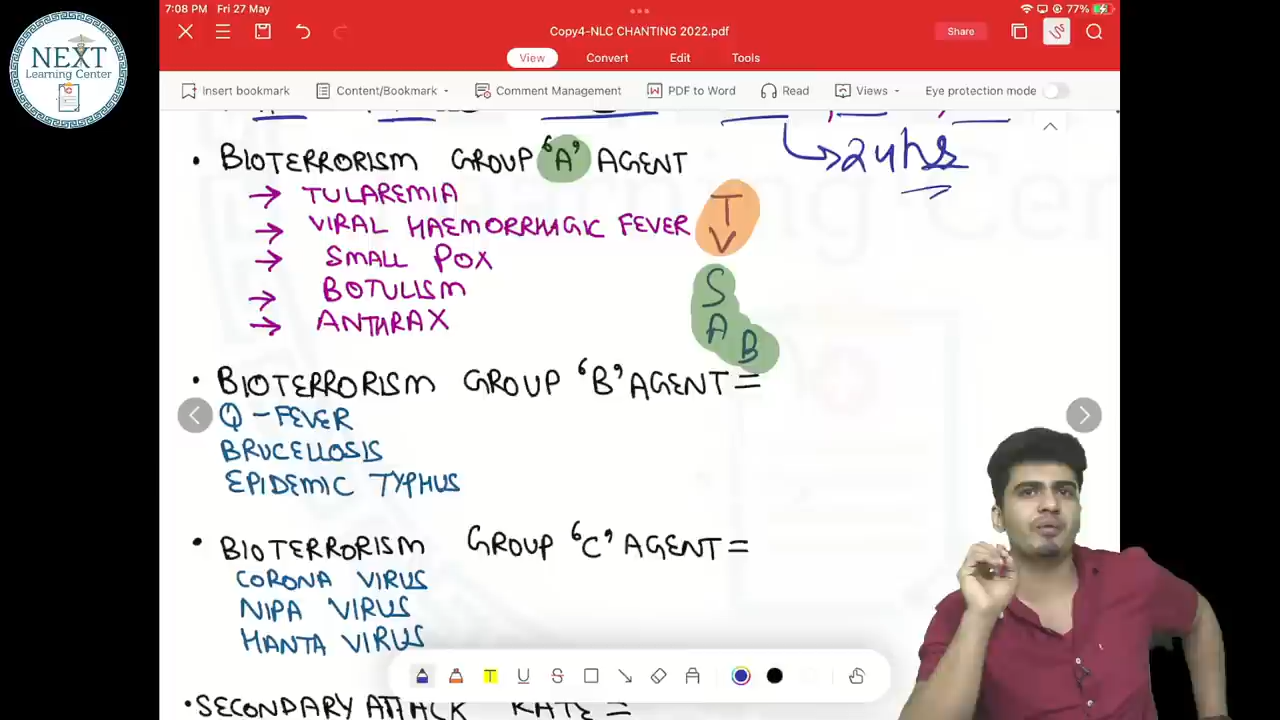 7:08 PM Fri 27 May
77%
NEXT
Learning Center
Copy4-NLC CHANTING 2022.pdf
Share
View Convert Edit Tools
Insert bookmark Content/Bookmark Comment Management PDF to Word Read Views Eye protection mode
24hrs
• BIOTERRORISM GROUP 'A' AGENT
→ TULAREMIA
→ VIRAL HAEMORRHAGIC FEVER
→ SMALL POX
→ BOTULISM
→ ANTHRAX
T
V
S
A
B
• BIOTERRORISM GROUP 'B' AGENT =
Q - FEVER
BRUCELLOSIS
EPIDEMIC TYPHUS
• BIOTERRORISM GROUP 'C' AGENT =
CORONA VIRUS
NIPA VIRUS
HANTA VIRUS
• SECONDARY ATTACK RATE =